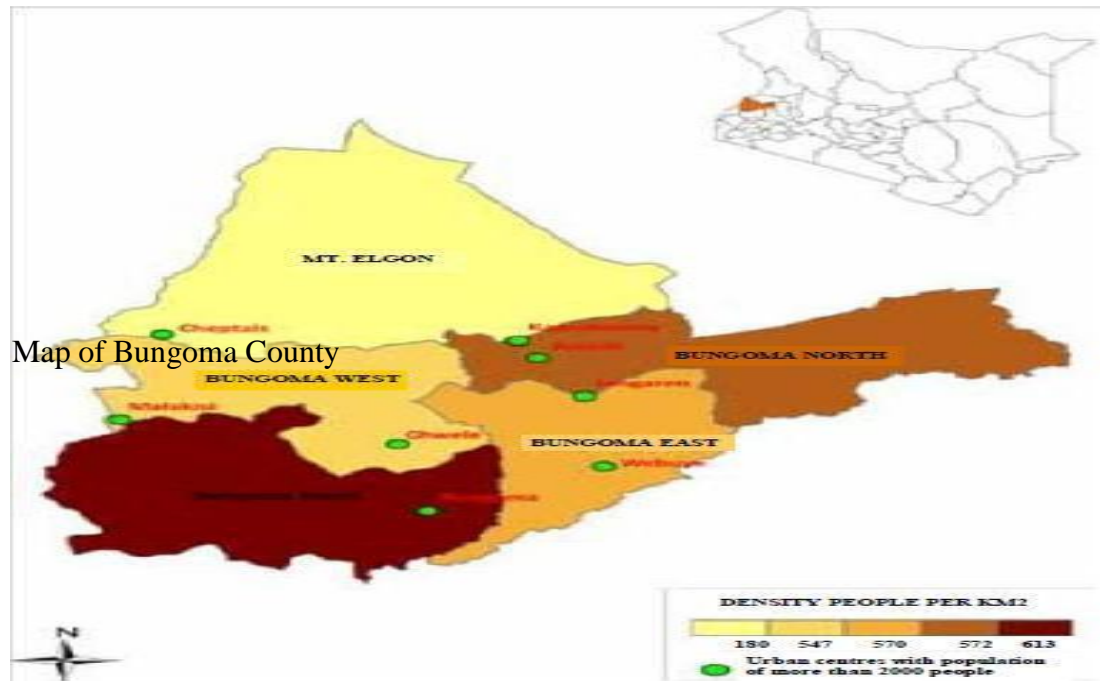 MT. ELGON
Cheptais
Map of Bungoma County
BUNGOMA NORTH
BUNGOMA WEST
Malakisi
Chwele
BUNGOMA EAST
Webuye
N
DENSITY PEOPLE PER KM2
180 547 570 572 613
Urban centres with population
of more than 2000 people